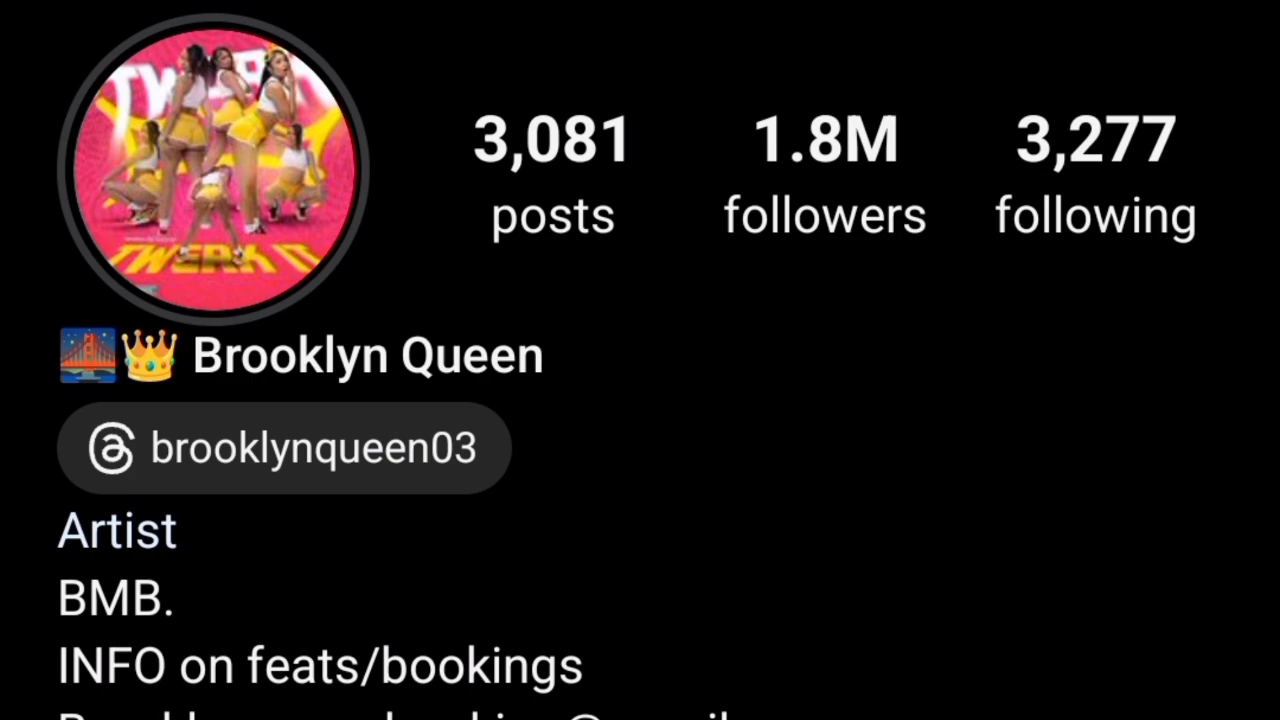 TWERK IT
3,081 1.8M 3,277
posts followers following
🌉👑 Brooklyn Queen
brooklynqueen03
Artist
BMB.
INFO on feats/bookings